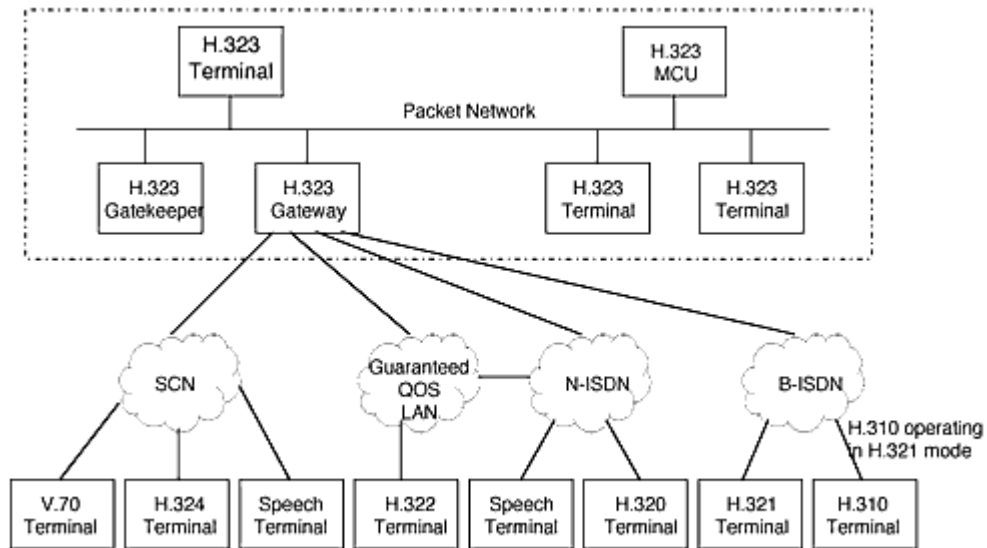 H.323
Terminal
H.323
MCU
Packet Network
H.323
Gatekeeper
H.323
Gateway
H.323
Terminal
H.323
Terminal
SCN
Guaranteed
QOS
LAN
N-ISDN
B-ISDN
H.310 operating
in H.321 mode
V.70
Terminal
H.324
Terminal
Speech
Terminal
H.322
Terminal
Speech
Terminal
H.320
Terminal
H.321
Terminal
H.310
Terminal